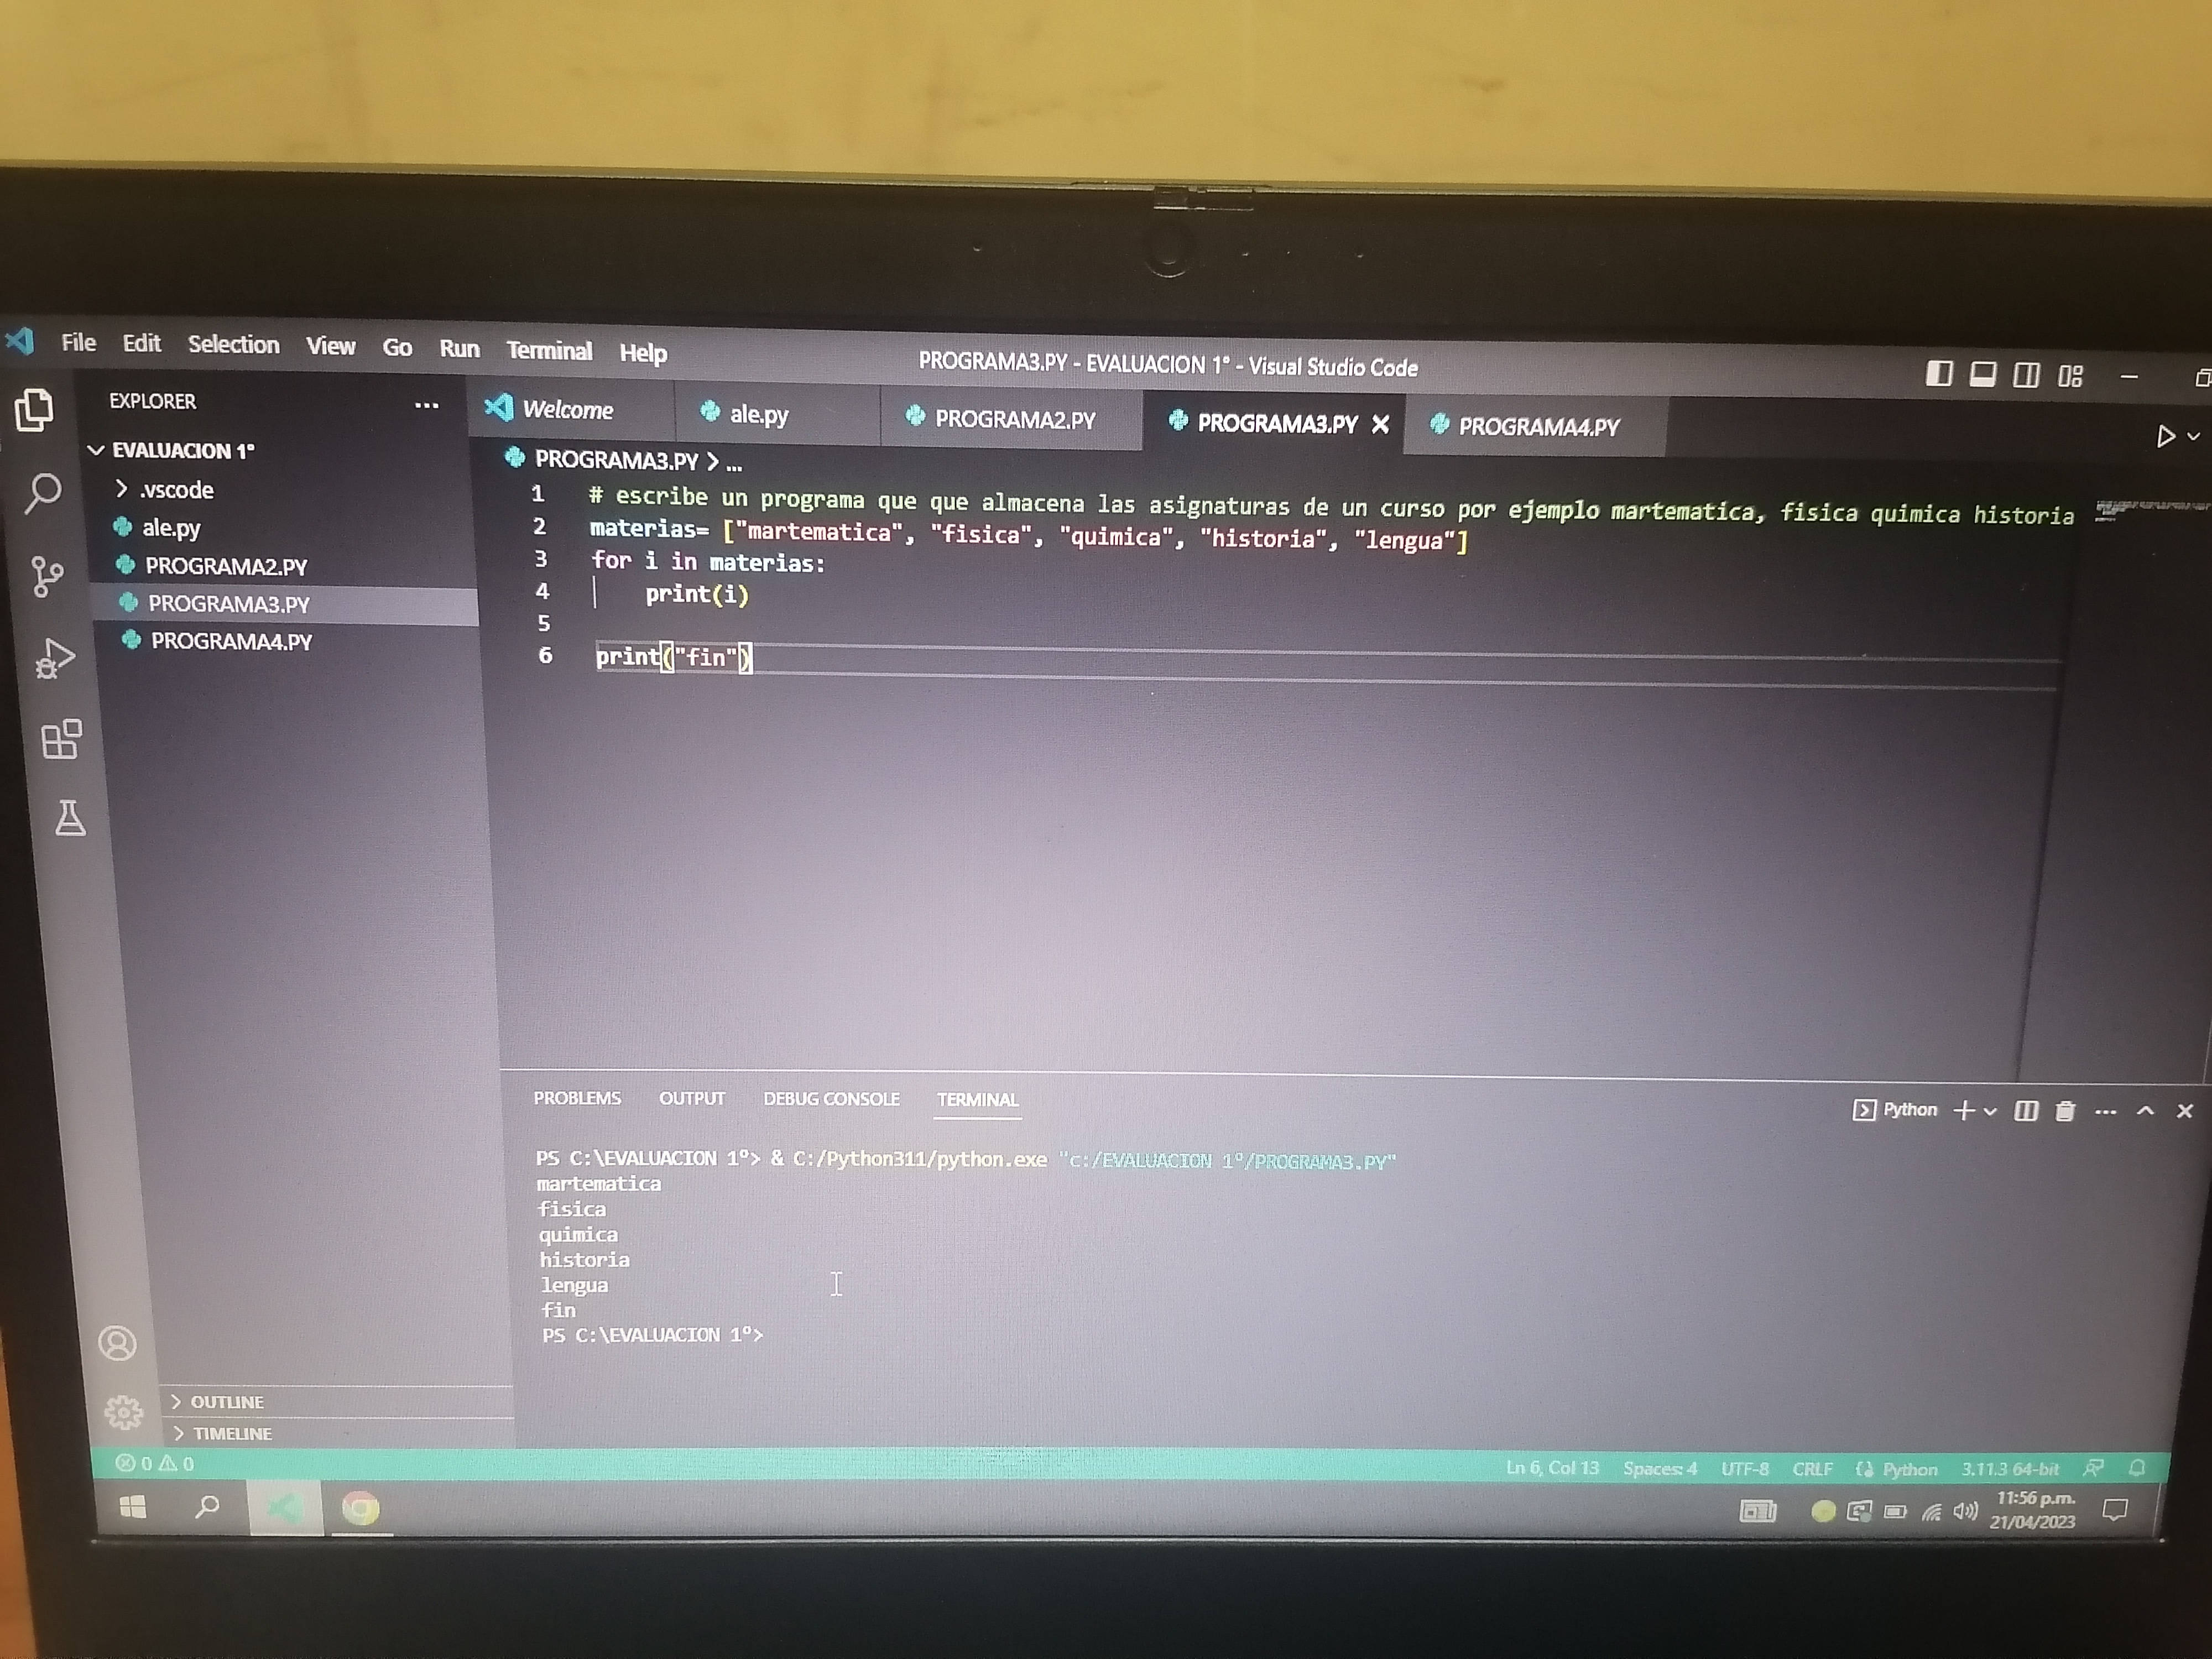 File Edit Selection View Go Run Terminal Help
PROGRAMA3.PY - EVALUACION 1° - Visual Studio Code
EXPLORER
EVALUACION 1°
.vscode
ale.py
PROGRAMA2.PY
PROGRAMA3.PY
PROGRAMA4.PY
OUTLINE
TIMELINE
Welcome ale.py PROGRAMA2.PY PROGRAMA3.PY PROGRAMA4.PY
PROGRAMA3.PY > ...
1 # escribe un programa que que almacena las asignaturas de un curso por ejemplo martematica, fisica quimica historia
2 materias= ["martematica", "fisica", "quimica", "historia", "lengua"]
3 for i in materias:
4 print(i)
5
6 print("fin")
PROBLEMS OUTPUT DEBUG CONSOLE TERMINAL
Python
PS C:\EVALUACION 1°> & C:/Python311/python.exe "c:/EVALUACION 1°/PROGRAMA3.PY"
martematica
fisica
quimica
historia
lengua
fin
PS C:\EVALUACION 1°>
0 0 Ln 6, Col 13 Spaces: 4 UTF-8 CRLF Python 3.11.3 64-bit
11:56 p.m.
21/04/2023